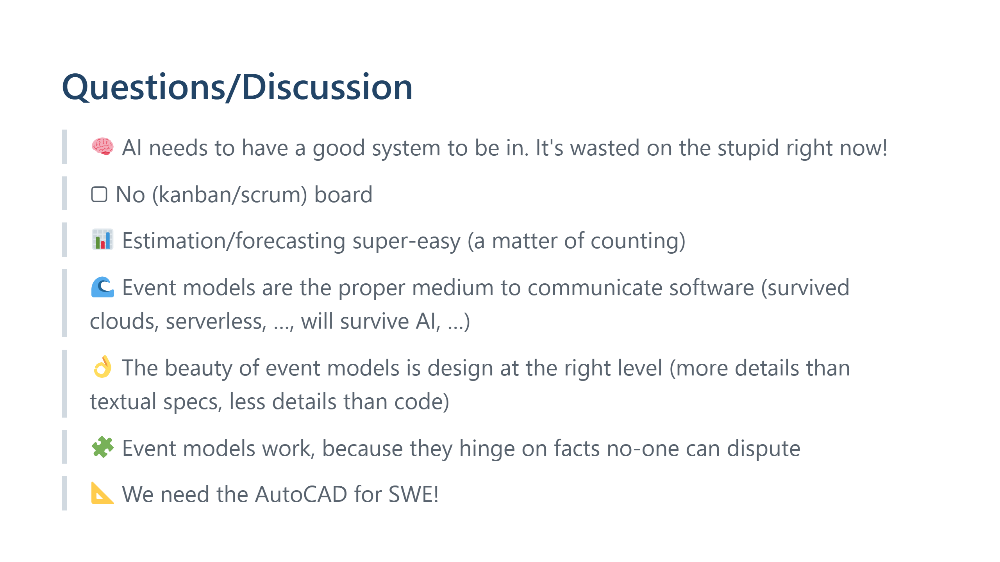 Questions/Discussion
🧠 AI needs to have a good system to be in. It's wasted on the stupid right now!
▢ No (kanban/scrum) board
📊 Estimation/forecasting super-easy (a matter of counting)
🌊 Event models are the proper medium to communicate software (survived
clouds, serverless, ..., will survive AI, ...)
👌 The beauty of event models is design at the right level (more details than
textual specs, less details than code)
🧩 Event models work, because they hinge on facts no-one can dispute
📐 We need the AutoCAD for SWE!